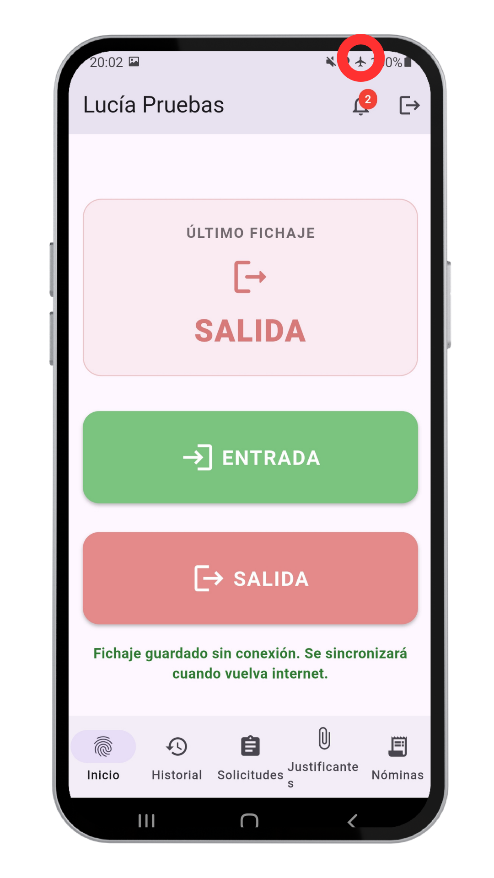 20:02
Lucía Pruebas
2
ÚLTIMO FICHAJE
SALIDA
ENTRADA
SALIDA
Fichaje guardado sin conexión. Se sincronizará
cuando vuelva internet.
Inicio
Historial
Solicitudes
Justificante
s
Nóminas